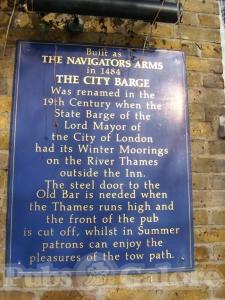 Built as
THE NAVIGATORS ARMS
in 1484
THE CITY BARGE
Was renamed in the
19th Century when the
State Barge of the
Lord Mayor of
the City of London
had its Winter Moorings
on the River Thames
outside the Inn.
The steel door to the
Old Bar is needed when
the Thames runs high and
the front of the pub
is cut off, whilst in Summer
patrons can enjoy the
pleasures of the tow path.